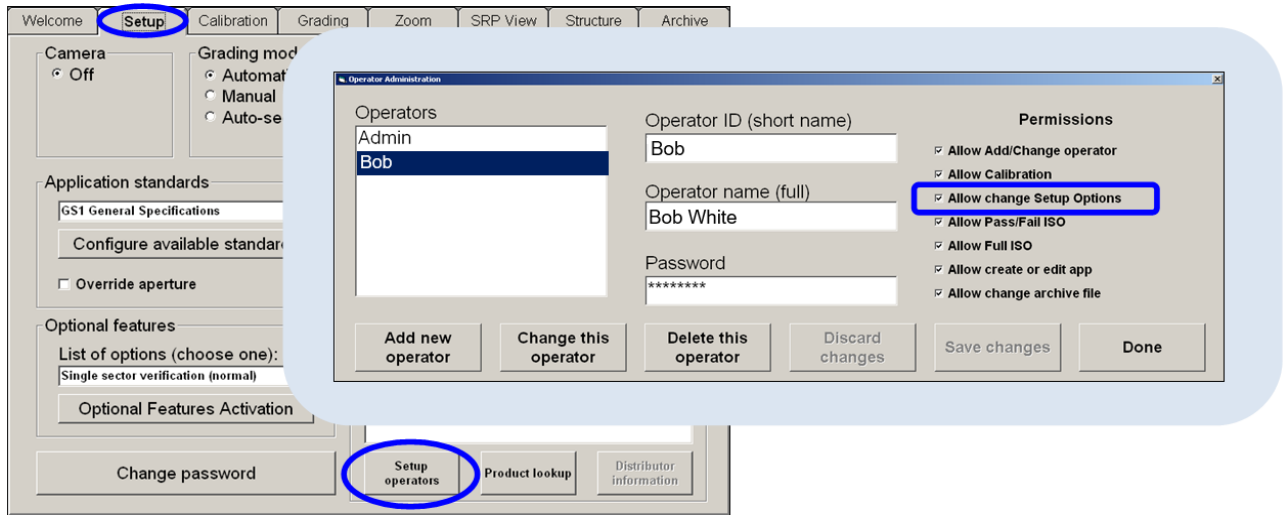 Welcome Setup Calibration Grading Zoom SRP View Structure Archive
Camera
Off
Grading mod
Automat
Manual
Auto-se
Application standards
GS1 General Specifications
Configure available standar
Override aperture
Optional features
List of options (choose one):
Single sector verification (normal)
Optional Features Activation
Change password
Setup
operators
Product lookup
Distributor
information
Operator Administration
Operators
Admin
Bob
Operator ID (short name)
Bob
Operator name (full)
Bob White
Password
********
Permissions
Allow Add/Change operator
Allow Calibration
Allow change Setup Options
Allow Pass/Fail ISO
Allow Full ISO
Allow create or edit app
Allow change archive file
Add new
operator
Change this
operator
Delete this
operator
Discard
changes
Save changes
Done